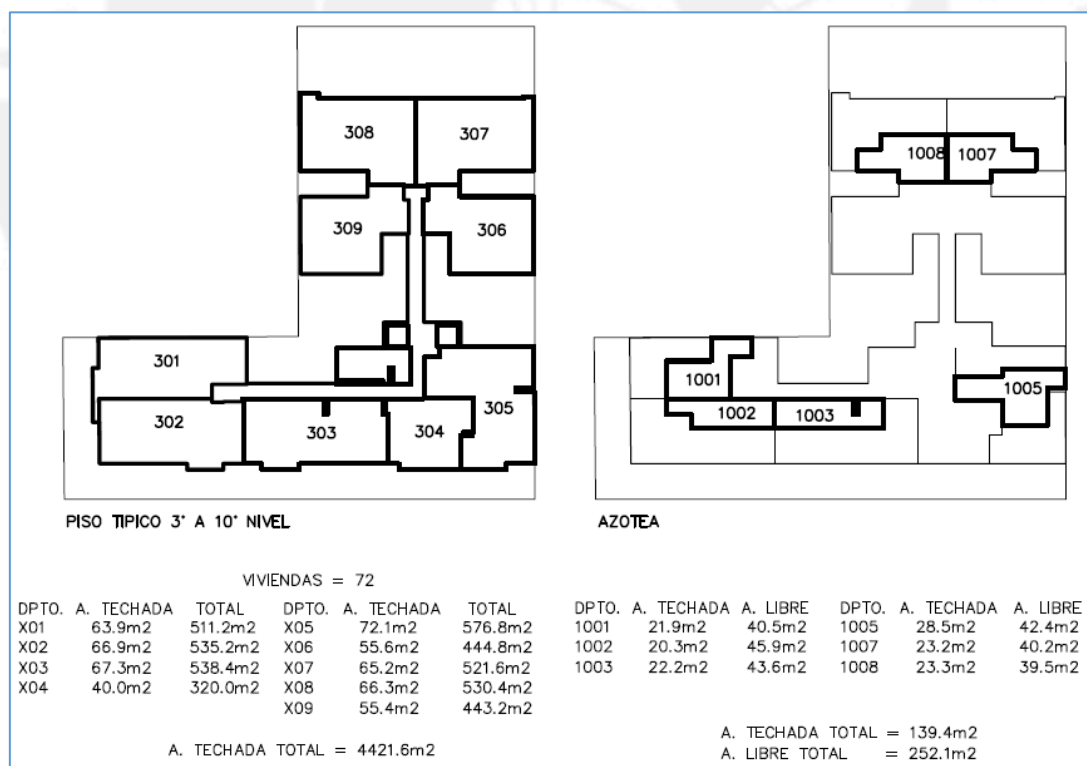 308
307
309
306
301
302
303
304
305
PISO TIPICO 3° A 10° NIVEL
1008 1007
1001
1002 1003
1005
AZOTEA
VIVIENDAS = 72
DPTO. A. TECHADA TOTAL DPTO. A. TECHADA TOTAL
X01 63.9m2 511.2m2 X05 72.1m2 576.8m2
X02 66.9m2 535.2m2 X06 55.6m2 444.8m2
X03 67.3m2 538.4m2 X07 65.2m2 521.6m2
X04 40.0m2 320.0m2 X08 66.3m2 530.4m2
X09 55.4m2 443.2m2
A. TECHADA TOTAL = 4421.6m2
DPTO. A. TECHADA A. LIBRE DPTO. A. TECHADA A. LIBRE
1001 21.9m2 40.5m2 1005 28.5m2 42.4m2
1002 20.3m2 45.9m2 1007 23.2m2 40.2m2
1003 22.2m2 43.6m2 1008 23.3m2 39.5m2
A. TECHADA TOTAL = 139.4m2
A. LIBRE TOTAL = 252.1m2